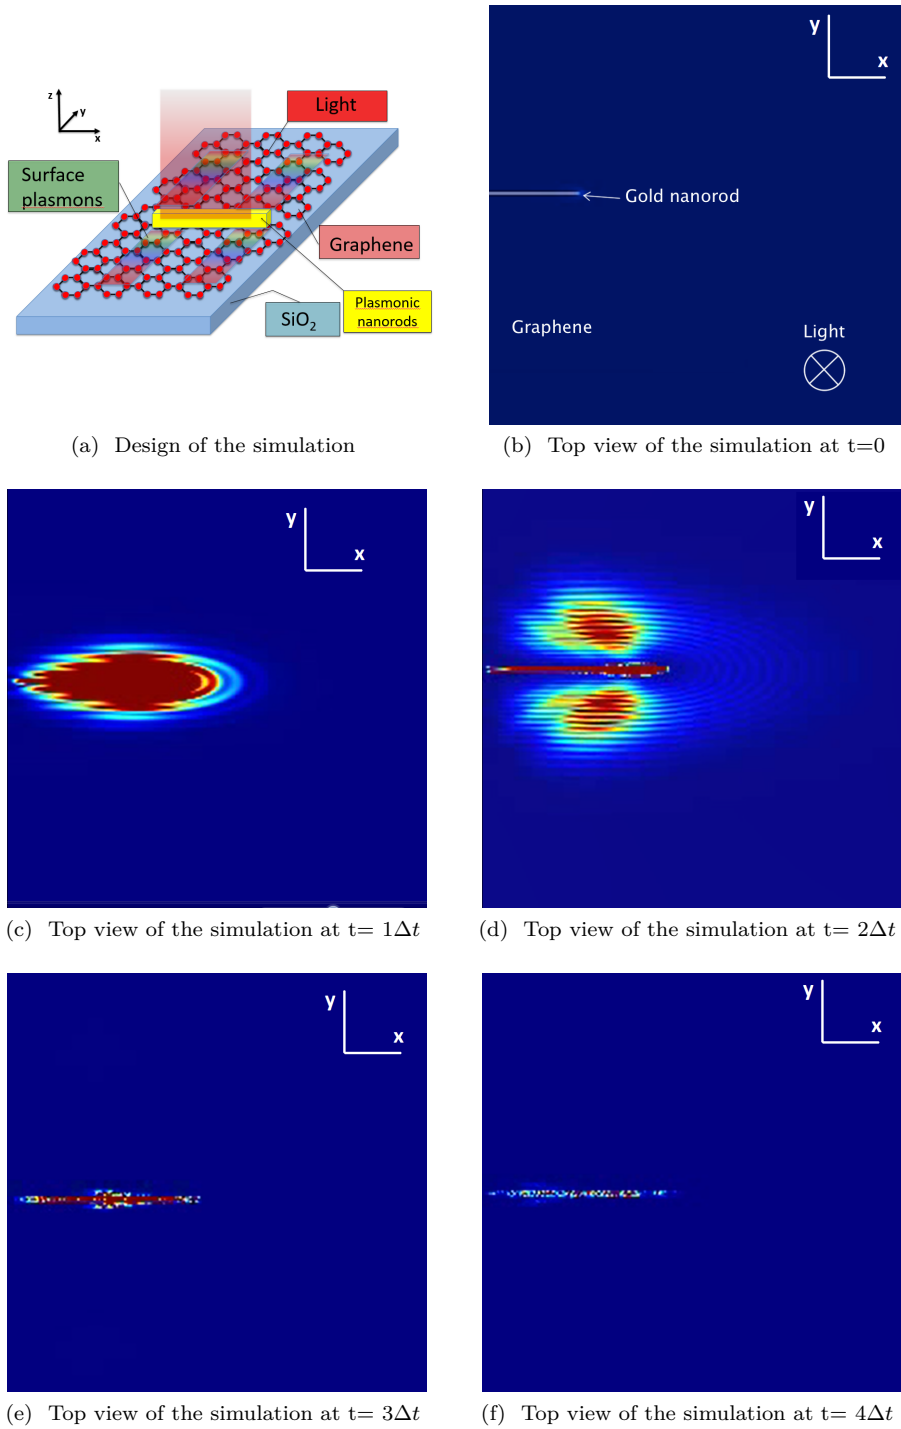 z
y
x
Light
Surface
plasmons
Graphene
SiO₂
Plasmonic
nanorods
(a) Design of the simulation
y
x
Gold nanorod
Graphene
Light
(b) Top view of the simulation at t=0
y
x
(c) Top view of the simulation at t= 1Δt
y
x
(d) Top view of the simulation at t= 2Δt
y
x
(e) Top view of the simulation at t= 3Δt
y
x
(f) Top view of the simulation at t= 4Δt